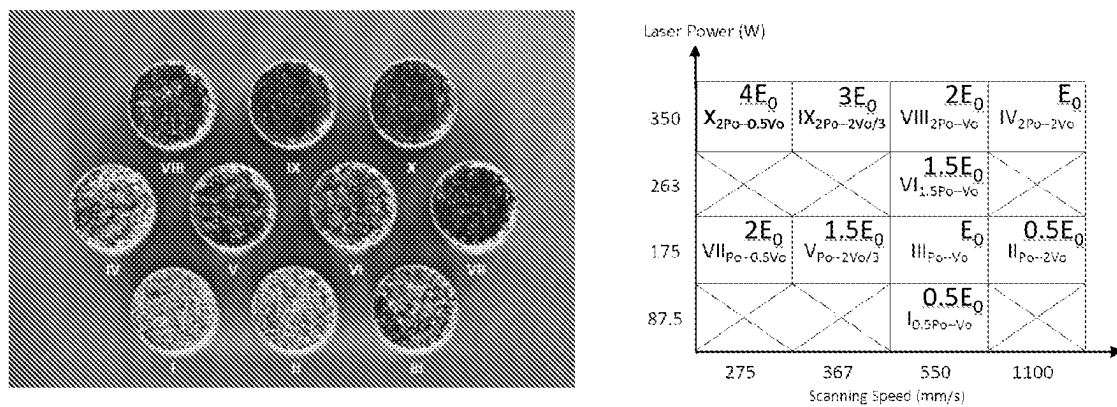 VIII IX X
IV V VI VII
I II III
Laser Power (W)
350
263
175
87.5
4E0
X2Po-0.5Vo
3E0
IX2Po-2Vo/3
2E0
VIII2Po-Vo
E0
IV2Po-2Vo
1.5E0
VI1.5Po-Vo
2E0
VIIPo-0.5Vo
1.5E0
VPo-2Vo/3
E0
IIIPo-Vo
0.5E0
IIPo-2Vo
0.5E0
I0.5Po-Vo
275 367 550 1100
Scanning Speed (mm/s)